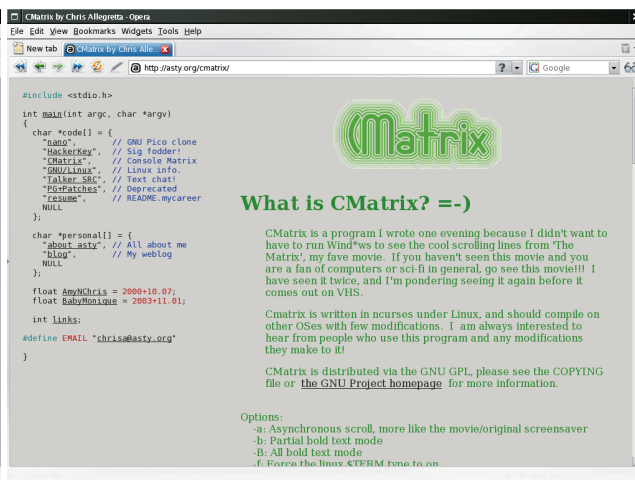 CMatrix by Chris Allegretta - Opera
File Edit View Bookmarks Widgets Tools Help
New tab
CMatrix by Chris Alle...
http://asty.org/cmatrix/
?
Google
#include <stdio.h>
int main(int argc, char *argv)
{
char *code[] = {
"nano", // GNU Pico clone
"HackerKey", // Sig fodder!
"CMatrix", // Console Matrix
"GNU/Linux", // Linux info.
"Talker SRC", // Text chat!
"PG+Patches", // Deprecated
"resume", // README.mycareer
NULL
};
char *personal[] = {
"about asty", // All about me
"blog", // My weblog
NULL
};
float AmyNChris = 2000+10.07;
float BabyMonique = 2003+11.01;
int links;
#define EMAIL "chrisa@asty.org"
}
CMatrix
What is CMatrix? =-)
CMatrix is a program I wrote one evening because I didn't want to
have to run Wind*ws to see the cool scrolling lines from 'The
Matrix', my fave movie. If you haven't seen this movie and you
are a fan of computers or sci-fi in general, go see this movie!!! I
have seen it twice, and I'm pondering seeing it again before it
comes out on VHS.
Cmatrix is written in ncurses under Linux, and should compile on
other OSes with few modifications. I am always interested to
hear from people who use this program and any modifications
they make to it!
CMatrix is distributed via the GNU GPL, please see the COPYING
file or the GNU Project homepage for more information.
Options:
-a: Asynchronous scroll, more like the movie/original screensaver
-b: Partial bold text mode
-B: All bold text mode
-f: Force the linux $TERM type to on